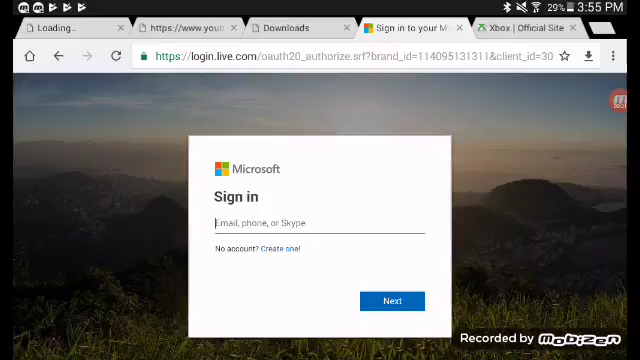 29% 3:55 PM
Loading...
https://www.yout
Downloads
Sign in to your M
Xbox | Official Site
https://login.live.com/oauth20_authorize.srf?brand_id=114095131311&client_id=30
Microsoft
Sign in
Email, phone, or Skype
No account? Create one!
Next
Recorded by
mobizen